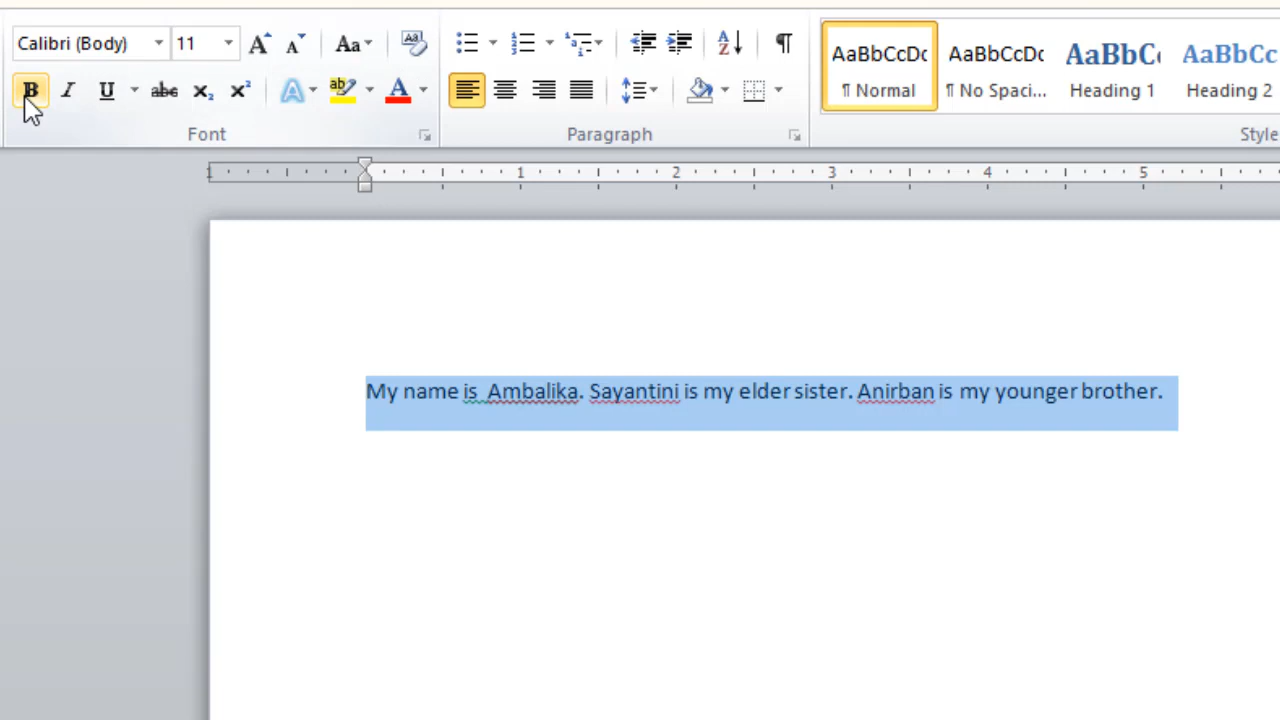 Calibri (Body) 11 A A Aa Aa
B I U abc x₂ x² A ab A
A Z ¶
AaBbCcDc AaBbCcDc AaBbC AaBbCc
¶ Normal ¶ No Spaci... Heading 1 Heading 2
Font Paragraph Style
1 1 2 3 4 5
My name is  Ambalika. Sayantini is my elder sister. Anirban is my younger brother.